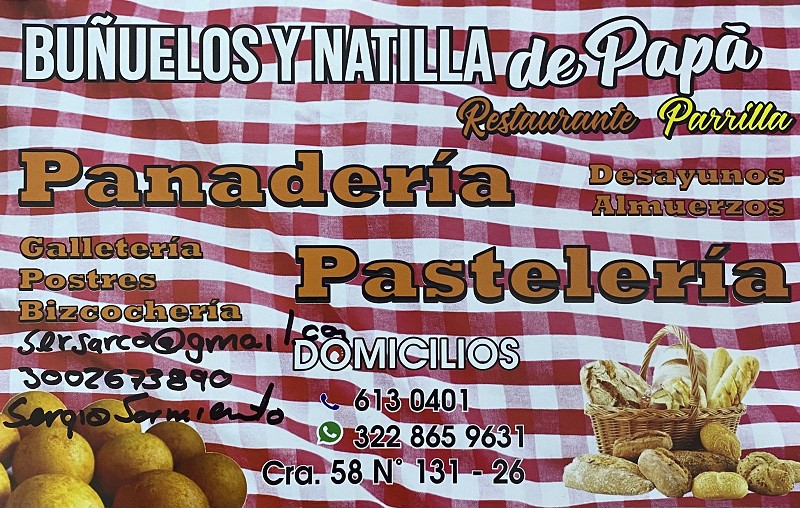 BUÑUELOS Y NATILLA de Papá
Restaurante Parrilla
Panadería
Desayunos
Almuerzos
Galletería
Postres
Bizcochería
Pastelería
sersarco@gmail.com
3002673890
Sergio Sarmiento
DOMICILIOS
613 0401
322 865 9631
Cra. 58 N° 131 - 26